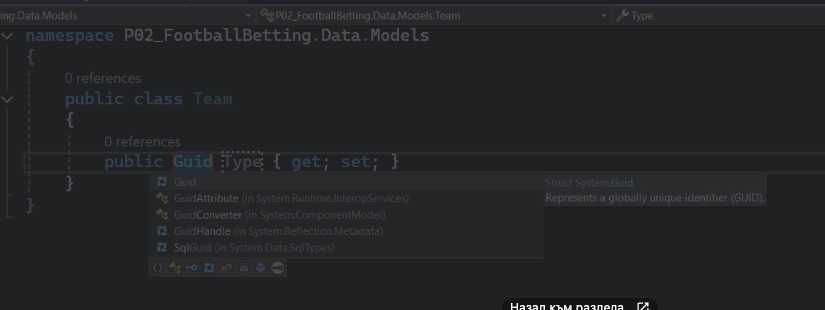 ng.Data.Models P02_FootballBetting.Data.Models.Team Type
namespace P02_FootballBetting.Data.Models
{
0 references
public class Team
{
0 references
public Guid Type { get; set; }
}
}
Guid
GuidAttribute (in System.Runtime.InteropServices)
GuidConverter (in System.ComponentModel)
GuidHandle (in System.Reflection.Metadata)
SqlGuid (in System.Data.SqlTypes)
Struct System.Guid
Represents a globally unique identifier (GUID).
Назад към раздела